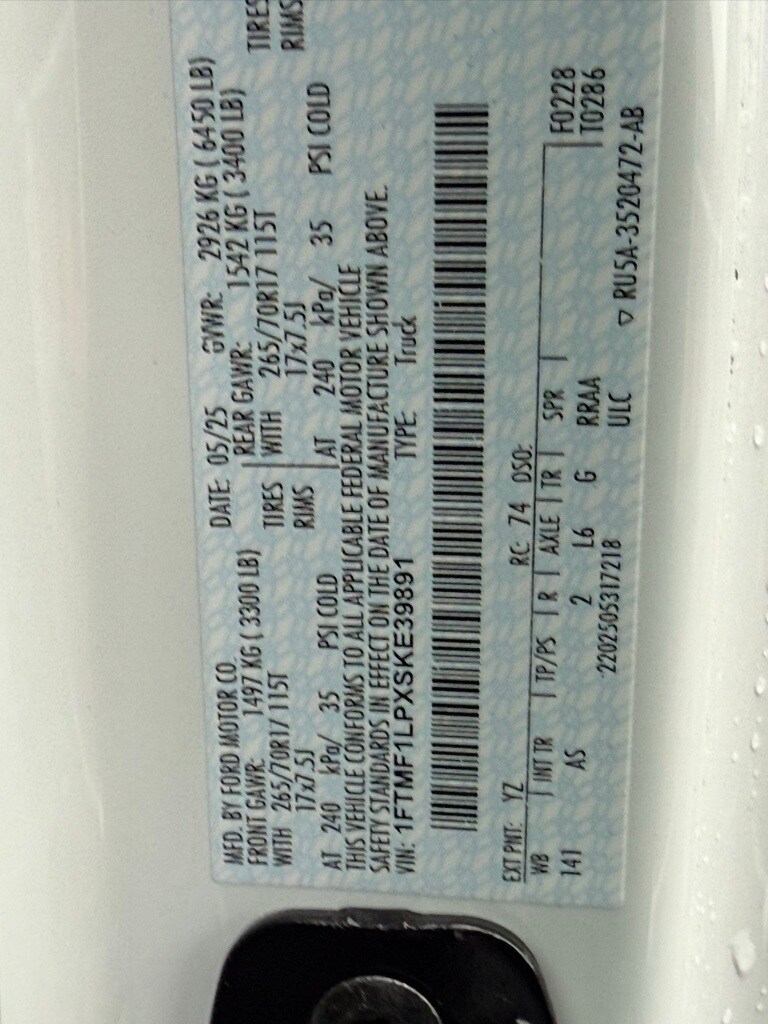 MFD. BY FORD MOTOR CO. DATE: 05/25 GVWR: 2926 KG ( 6450 LB)
FRONT GAWR: 1497 KG ( 3300 LB) REAR GAWR: 1542 KG ( 3400 LB)
WITH 265/70R17 115T TIRES WITH 265/70R17 115T TIRES
17x7.5J RIMS 17x7.5J RIMS
AT 240 kPa/ 35 PSI COLD AT 240 kPa/ 35 PSI COLD
THIS VEHICLE CONFORMS TO ALL APPLICABLE FEDERAL MOTOR VEHICLE
SAFETY STANDARDS IN EFFECT ON THE DATE OF MANUFACTURE SHOWN ABOVE.
VIN: 1FTMF1LPXSKE39891 TYPE: Truck
EXT PNT: YZ RC: 74 DSO:
WB INT TR TP/PS R AXLE TR SPR F0228
141 AS 2 L6 G RRAA T0286
2202505317218 ULC
▽ RU5A-3520472-AB